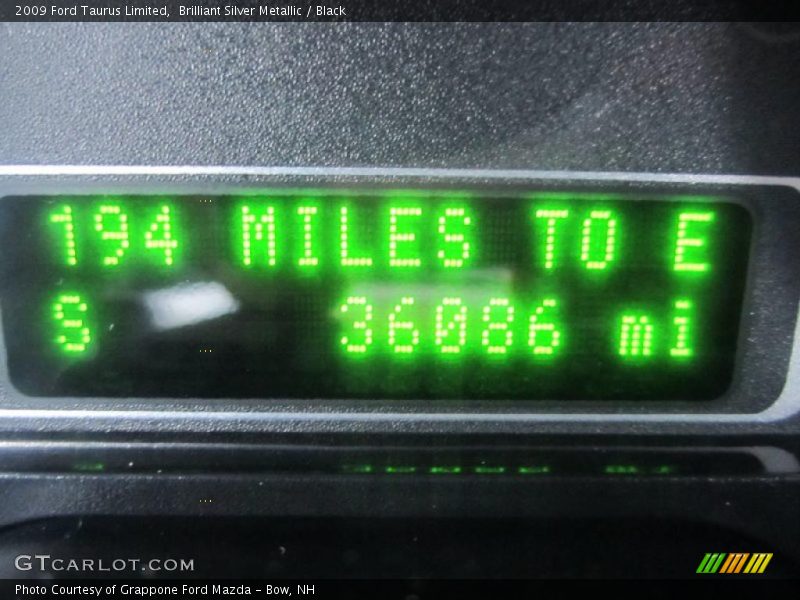 2009 Ford Taurus Limited,  Brilliant Silver Metallic / Black
194 MILES TO E
S 36086 mi
GTCARLOT.COM
Photo Courtesy of Grappone Ford Mazda - Bow, NH